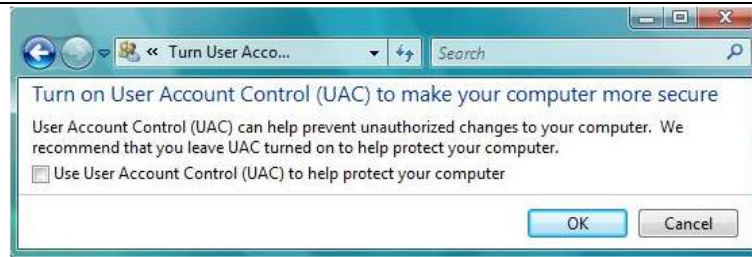 « Turn User Acco...
Search
Turn on User Account Control (UAC) to make your computer more secure
User Account Control (UAC) can help prevent unauthorized changes to your computer. We
recommend that you leave UAC turned on to help protect your computer.
Use User Account Control (UAC) to help protect your computer
OK
Cancel